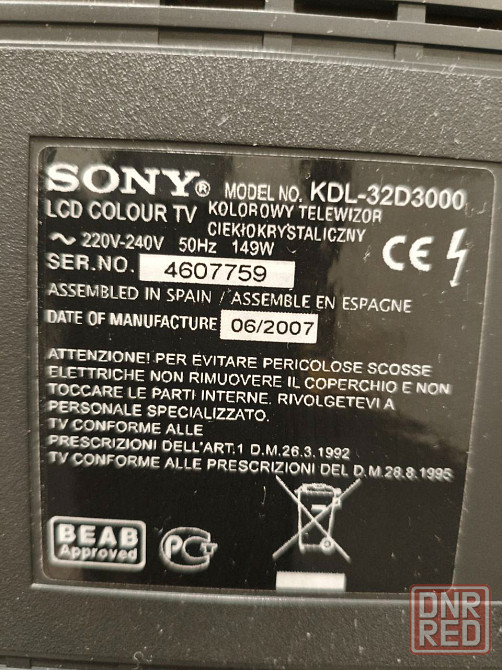 SONY® MODEL NO. KDL-32D3000
LCD COLOUR TV KOLOROWY TELEWIZOR
CIEKŁOKRYSTALICZNY
~ 220V-240V 50Hz 149W
CE
SER.NO. 4607759
ASSEMBLED IN SPAIN / ASSEMBLE EN ESPAGNE
DATE OF MANUFACTURE 06/2007
ATTENZIONE! PER EVITARE PERICOLOSE SCOSSE
ELETTRICHE NON RIMUOVERE IL COPERCHIO E NON
TOCCARE LE PARTI INTERNE. RIVOLGETEVI A
PERSONALE SPECIALIZZATO.
TV CONFORME ALLE
PRESCRIZIONI DELL'ART.1 D.M.26.3.1992
TV CONFORME ALLE PRESCRIZIONI DEL D.M.28.8.1995
BEAB
Approved
PCT
DNR
RED